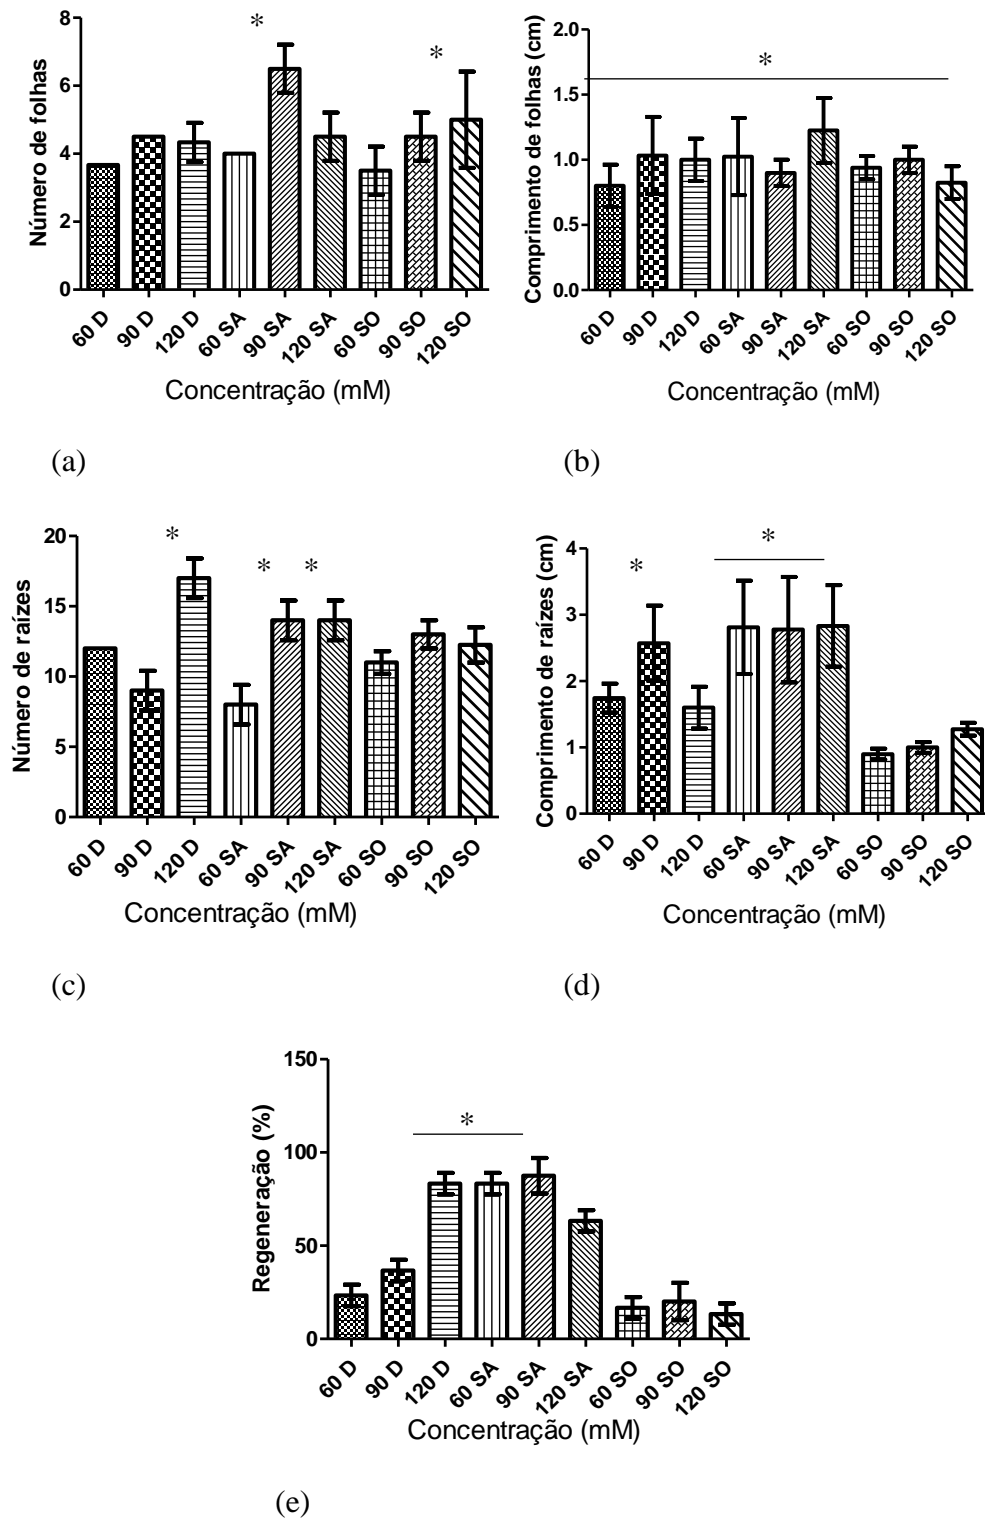 8
6
4
2
0
Número de folhas
*
*
60 D
90 D
120 D
60 SA
90 SA
120 SA
60 SO
90 SO
120 SO
Concentração (mM)
(a)
2.0
1.5
1.0
0.5
0.0
Comprimento de folhas (cm)
*
60 D
90 D
120 D
60 SA
90 SA
120 SA
60 SO
90 SO
120 SO
Concentração (mM)
(b)
20
15
10
5
0
Número de raízes
*
*
*
60 D
90 D
120 D
60 SA
90 SA
120 SA
60 SO
90 SO
120 SO
Concentração (mM)
(c)
4
3
2
1
0
Comprimento de raízes (cm)
*
*
60 D
90 D
120 D
60 SA
90 SA
120 SA
60 SO
90 SO
120 SO
Concentração (mM)
(d)
150
100
50
0
Regeneração (%)
*
60 D
90 D
120 D
60 SA
90 SA
120 SA
60 SO
90 SO
120 SO
Concentração (mM)
(e)